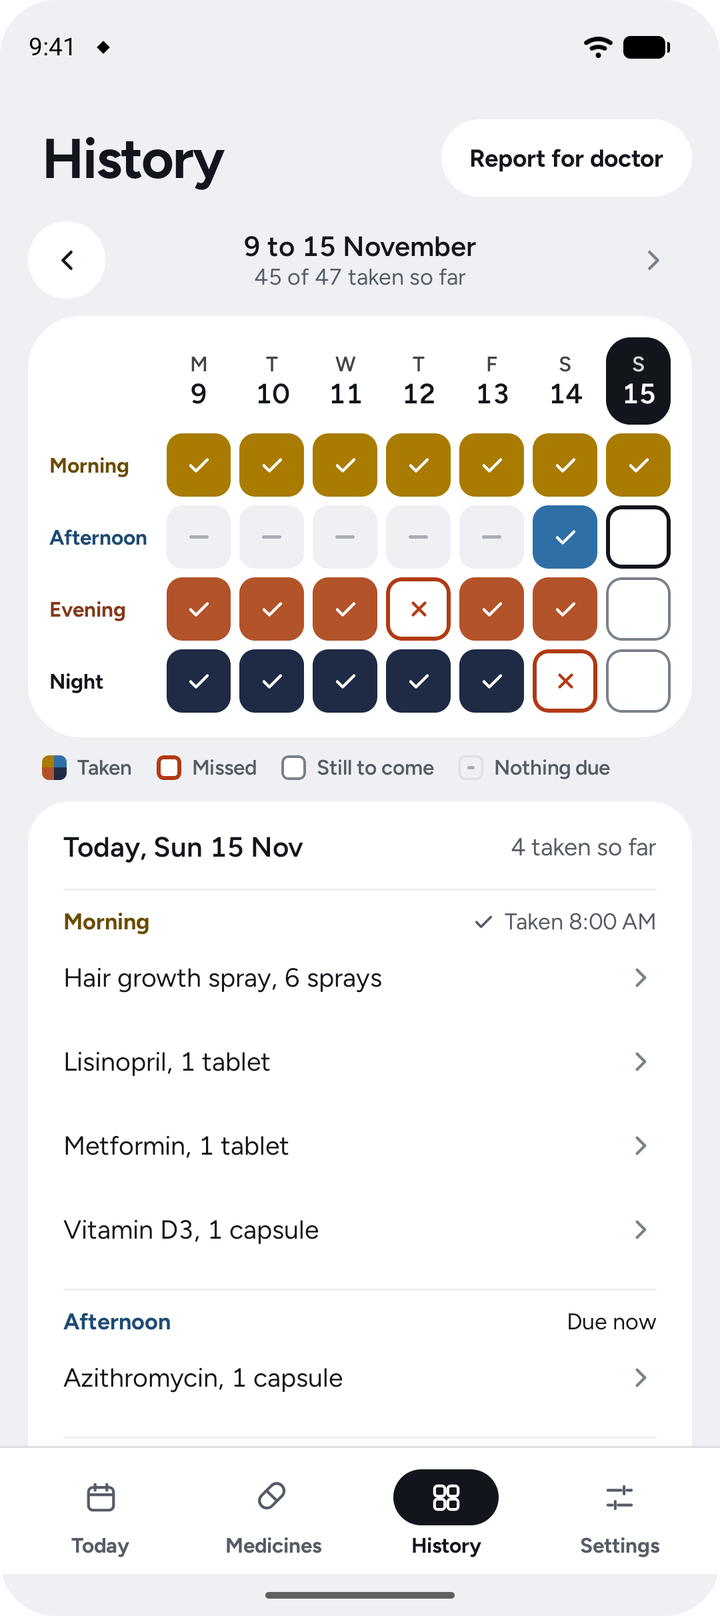 9:41
History
Report for doctor
9 to 15 November
45 of 47 taken so far
M T W T F S S
9 10 11 12 13 14 15
Morning
Afternoon
Evening
Night
Taken Missed Still to come Nothing due
Today, Sun 15 Nov 4 taken so far
Morning Taken 8:00 AM
Hair growth spray, 6 sprays
Lisinopril, 1 tablet
Metformin, 1 tablet
Vitamin D3, 1 capsule
Afternoon Due now
Azithromycin, 1 capsule
Today Medicines History Settings